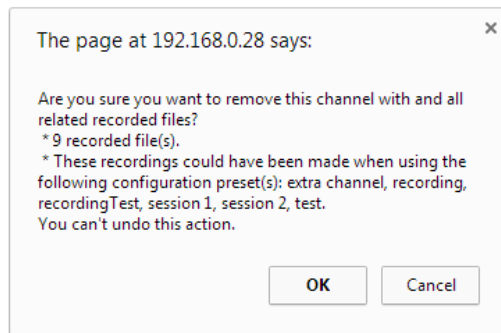 The page at 192.168.0.28 says:
Are you sure you want to remove this channel with and all
related recorded files?
* 9 recorded file(s).
* These recordings could have been made when using the
following configuration preset(s): extra channel, recording,
recordingTest, session 1, session 2, test.
You can't undo this action.
OK
Cancel